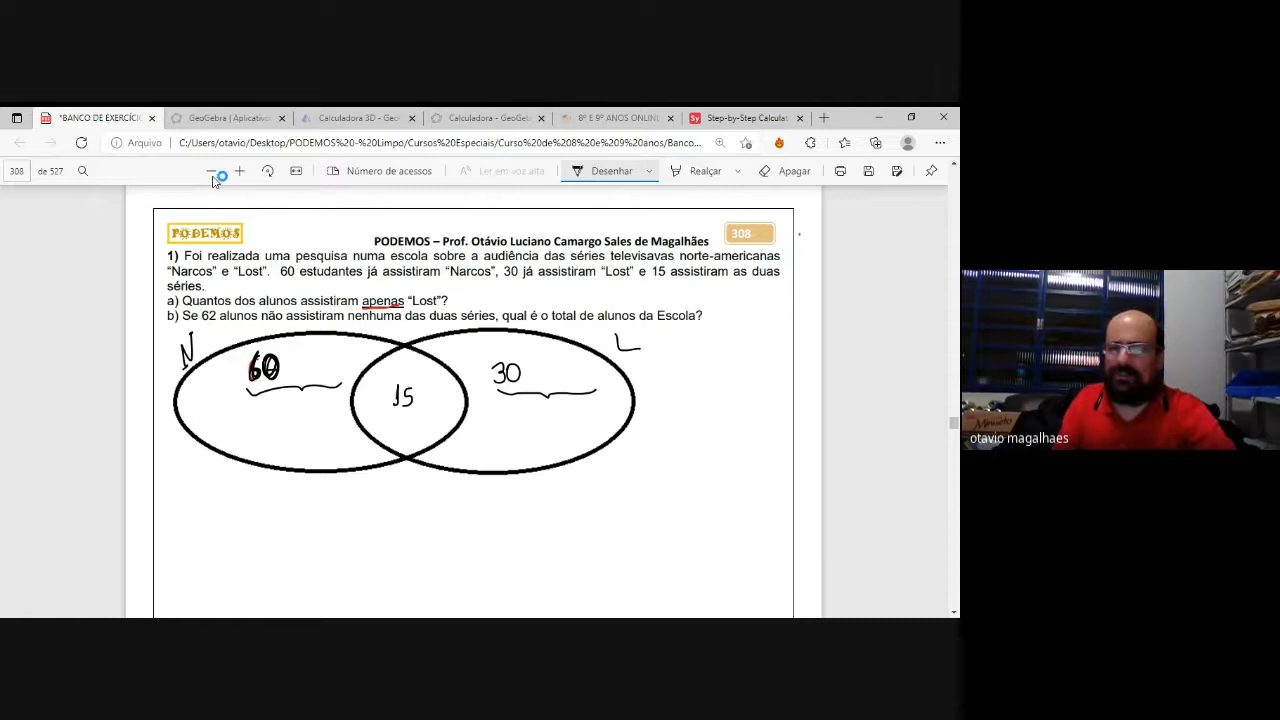 *BANCO DE EXERCÍCI
GeoGebra | Aplicativo
Calculadora 3D - Geo
Calculadora - GeoGeb
8º E 9º ANOS ONLIN
Sy
Step-by-Step Calculat
Arquivo
C:/Users/otavio/Desktop/PODEMOS%20-%20Limpo/Cursos%20Especiais/Curso%20de%208%20e%209%20anos/Banco...
308
de 527
Número de acessos
Ler em voz alta
Desenhar
Realçar
Apagar
PODEMOS
PODEMOS – Prof. Otávio Luciano Camargo Sales de Magalhães
308
1) Foi realizada uma pesquisa numa escola sobre a audiência das séries televisavas norte-americanas
“Narcos” e “Lost”. 60 estudantes já assistiram “Narcos”, 30 já assistiram “Lost” e 15 assistiram as duas
séries.
a) Quantos dos alunos assistiram apenas “Lost”?
b) Se 62 alunos não assistiram nenhuma das duas séries, qual é o total de alunos da Escola?
N
L
60
30
15
otavio magalhaes